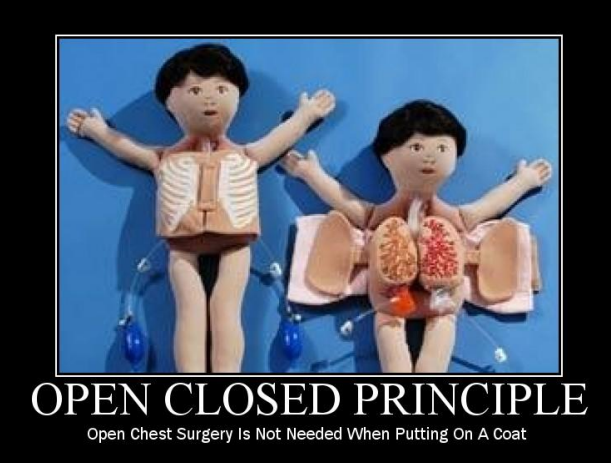 OPEN CLOSED PRINCIPLE
Open Chest Surgery Is Not Needed When Putting On A Coat